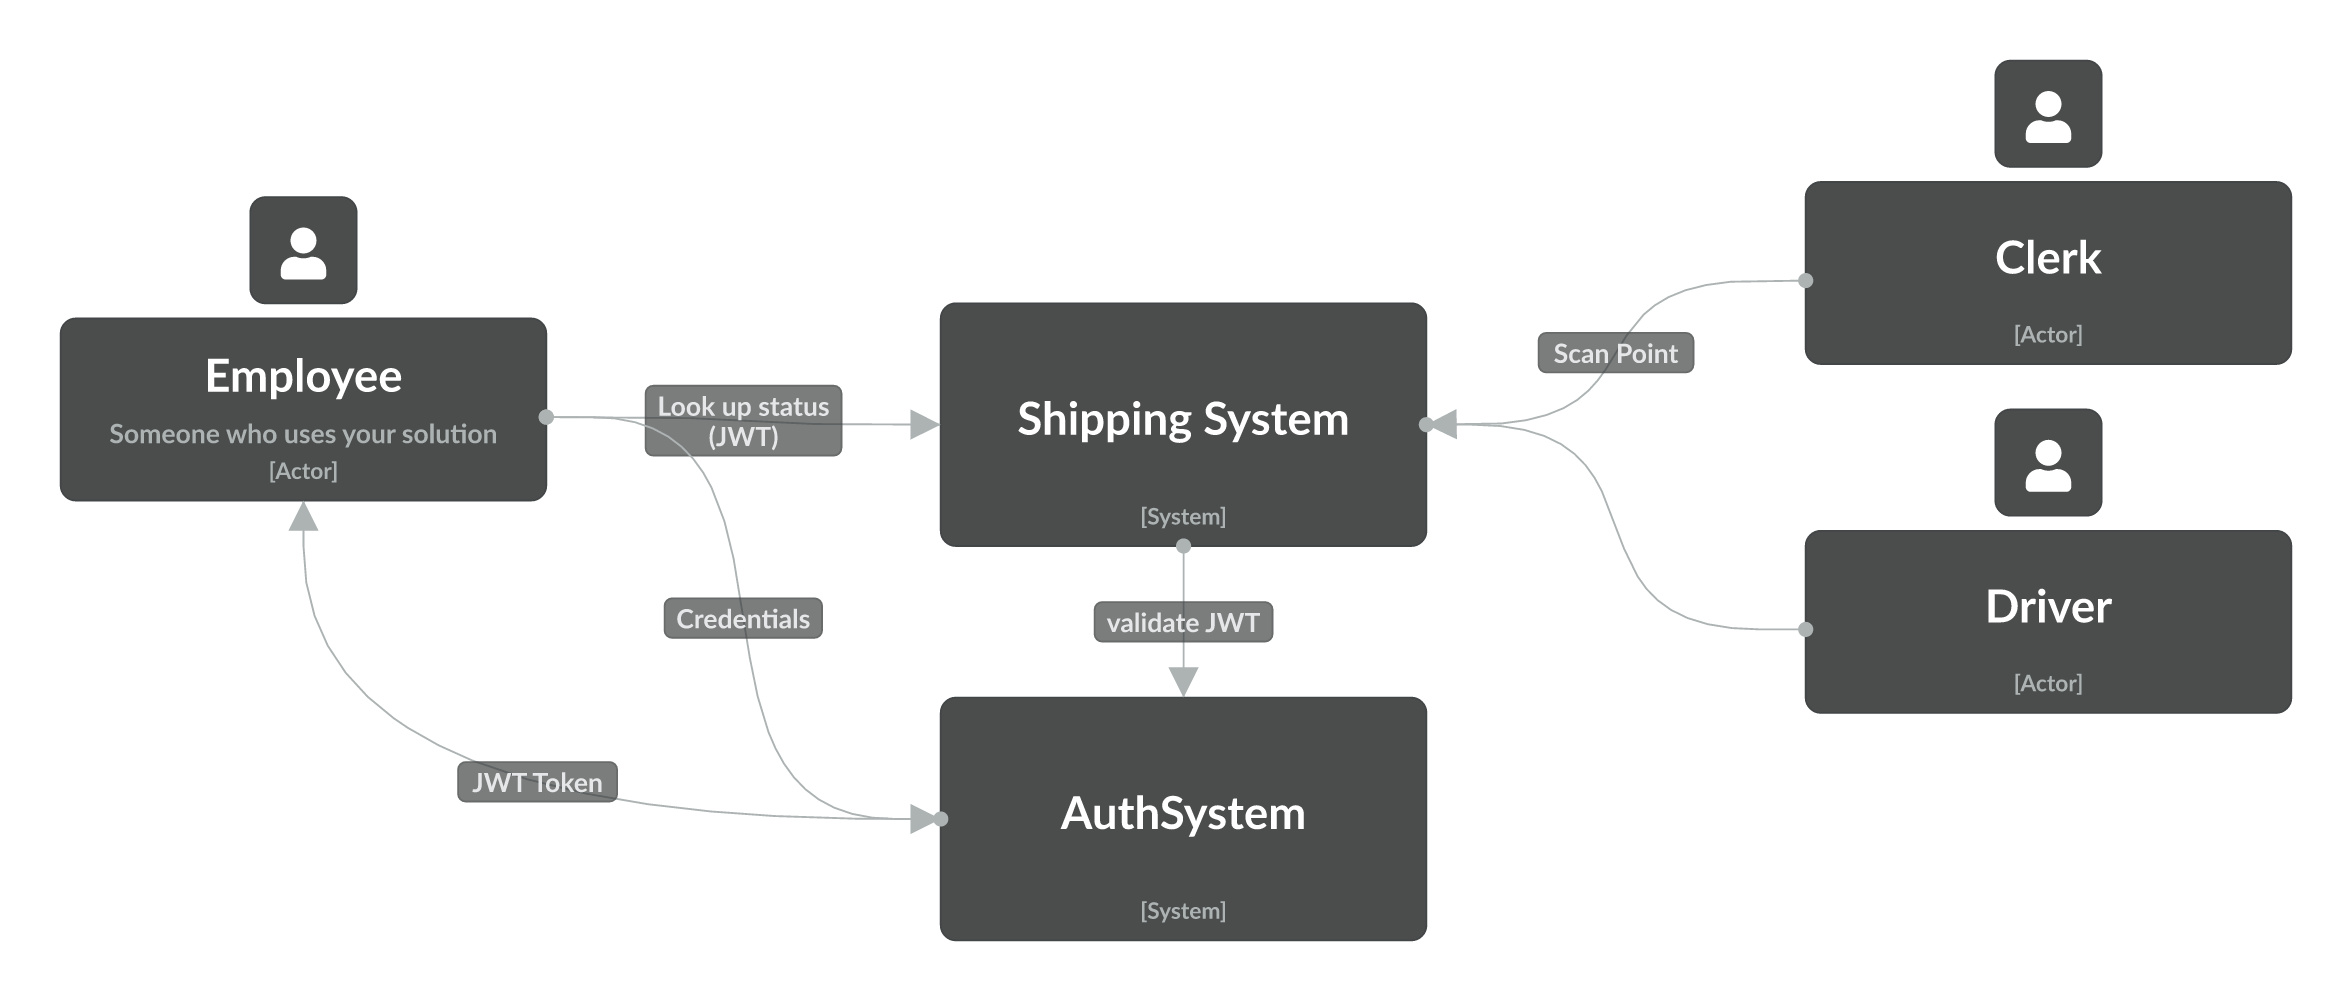 Employee
Someone who uses your solution
[Actor]
Look up status
(JWT)
Credentials
JWT Token
Shipping System
[System]
validate JWT
AuthSystem
[System]
Scan Point
Clerk
[Actor]
Driver
[Actor]